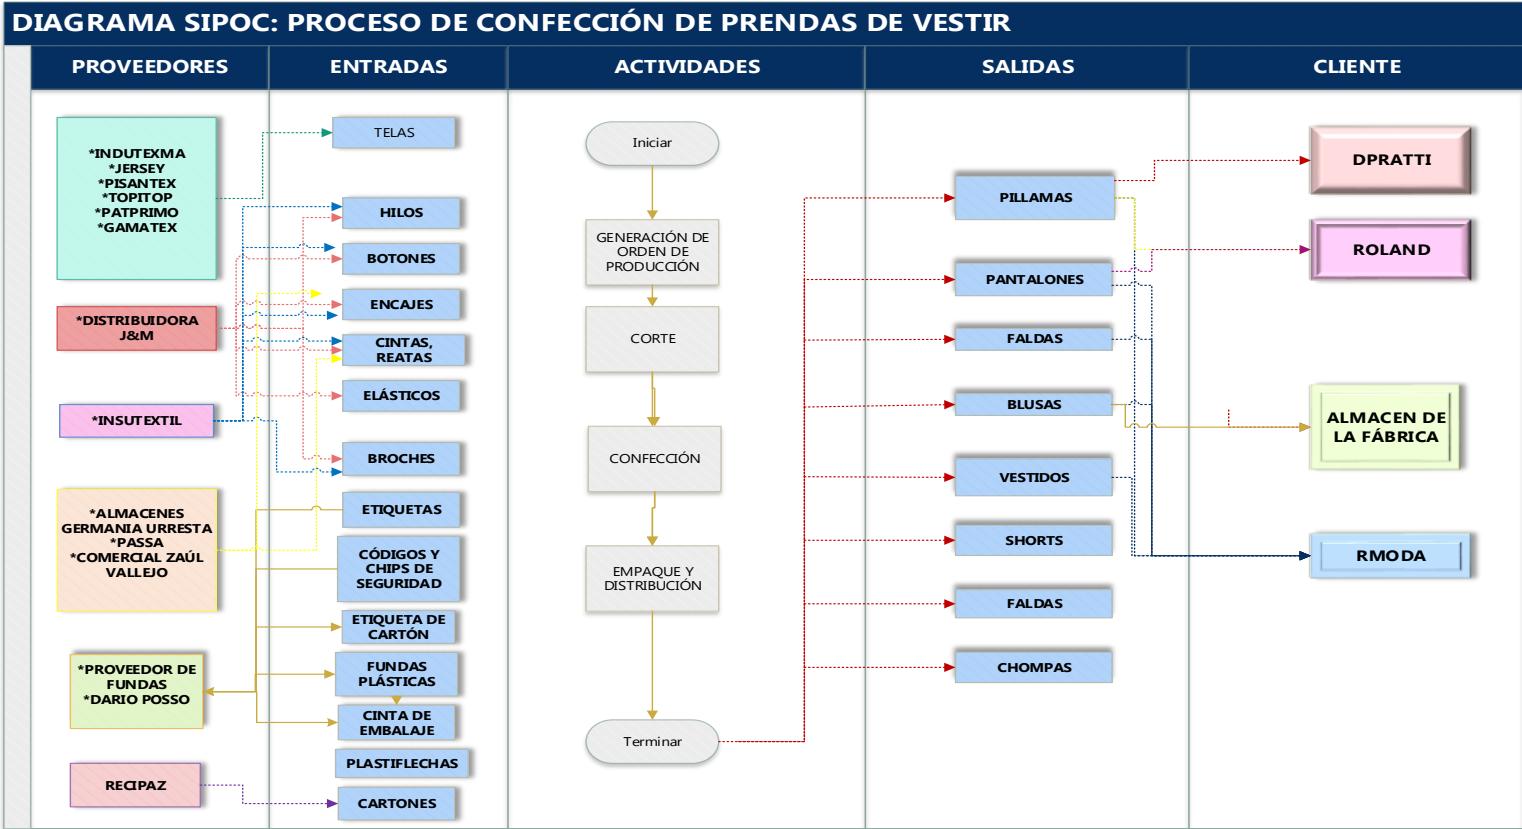 DIAGRAMA SIPOC: PROCESO DE CONFECCIÓN DE PRENDAS DE VESTIR
PROVEEDORES
ENTRADAS
ACTIVIDADES
SALIDAS
CLIENTE
*INDUTEXMA
*JERSEY
*PISANTEX
*TOPITOP
*PATPRIMO
*GAMATEX
*DISTRIBUIDORA
J&M
*INSUTEXTIL
*ALMACENES
GERMANIA URRESTA
*PASSA
*COMERCIAL ZAÚL
VALLEJO
*PROVEEDOR DE
FUNDAS
*DARIO POSSO
RECIPAZ
TELAS
HILOS
BOTONES
ENCAJES
CINTAS,
REATAS
ELÁSTICOS
BROCHES
ETIQUETAS
CÓDIGOS Y
CHIPS DE
SEGURIDAD
ETIQUETA DE
CARTÓN
FUNDAS
PLÁSTICAS
CINTA DE
EMBALAJE
PLASTIFLECHAS
CARTONES
Iniciar
GENERACIÓN DE
ORDEN DE
PRODUCCIÓN
CORTE
CONFECCIÓN
EMPAQUE Y
DISTRIBUCIÓN
Terminar
PILLAMAS
PANTALONES
FALDAS
BLUSAS
VESTIDOS
SHORTS
FALDAS
CHOMPAS
DPRATTI
ROLAND
ALMACEN DE
LA FÁBRICA
RMODA